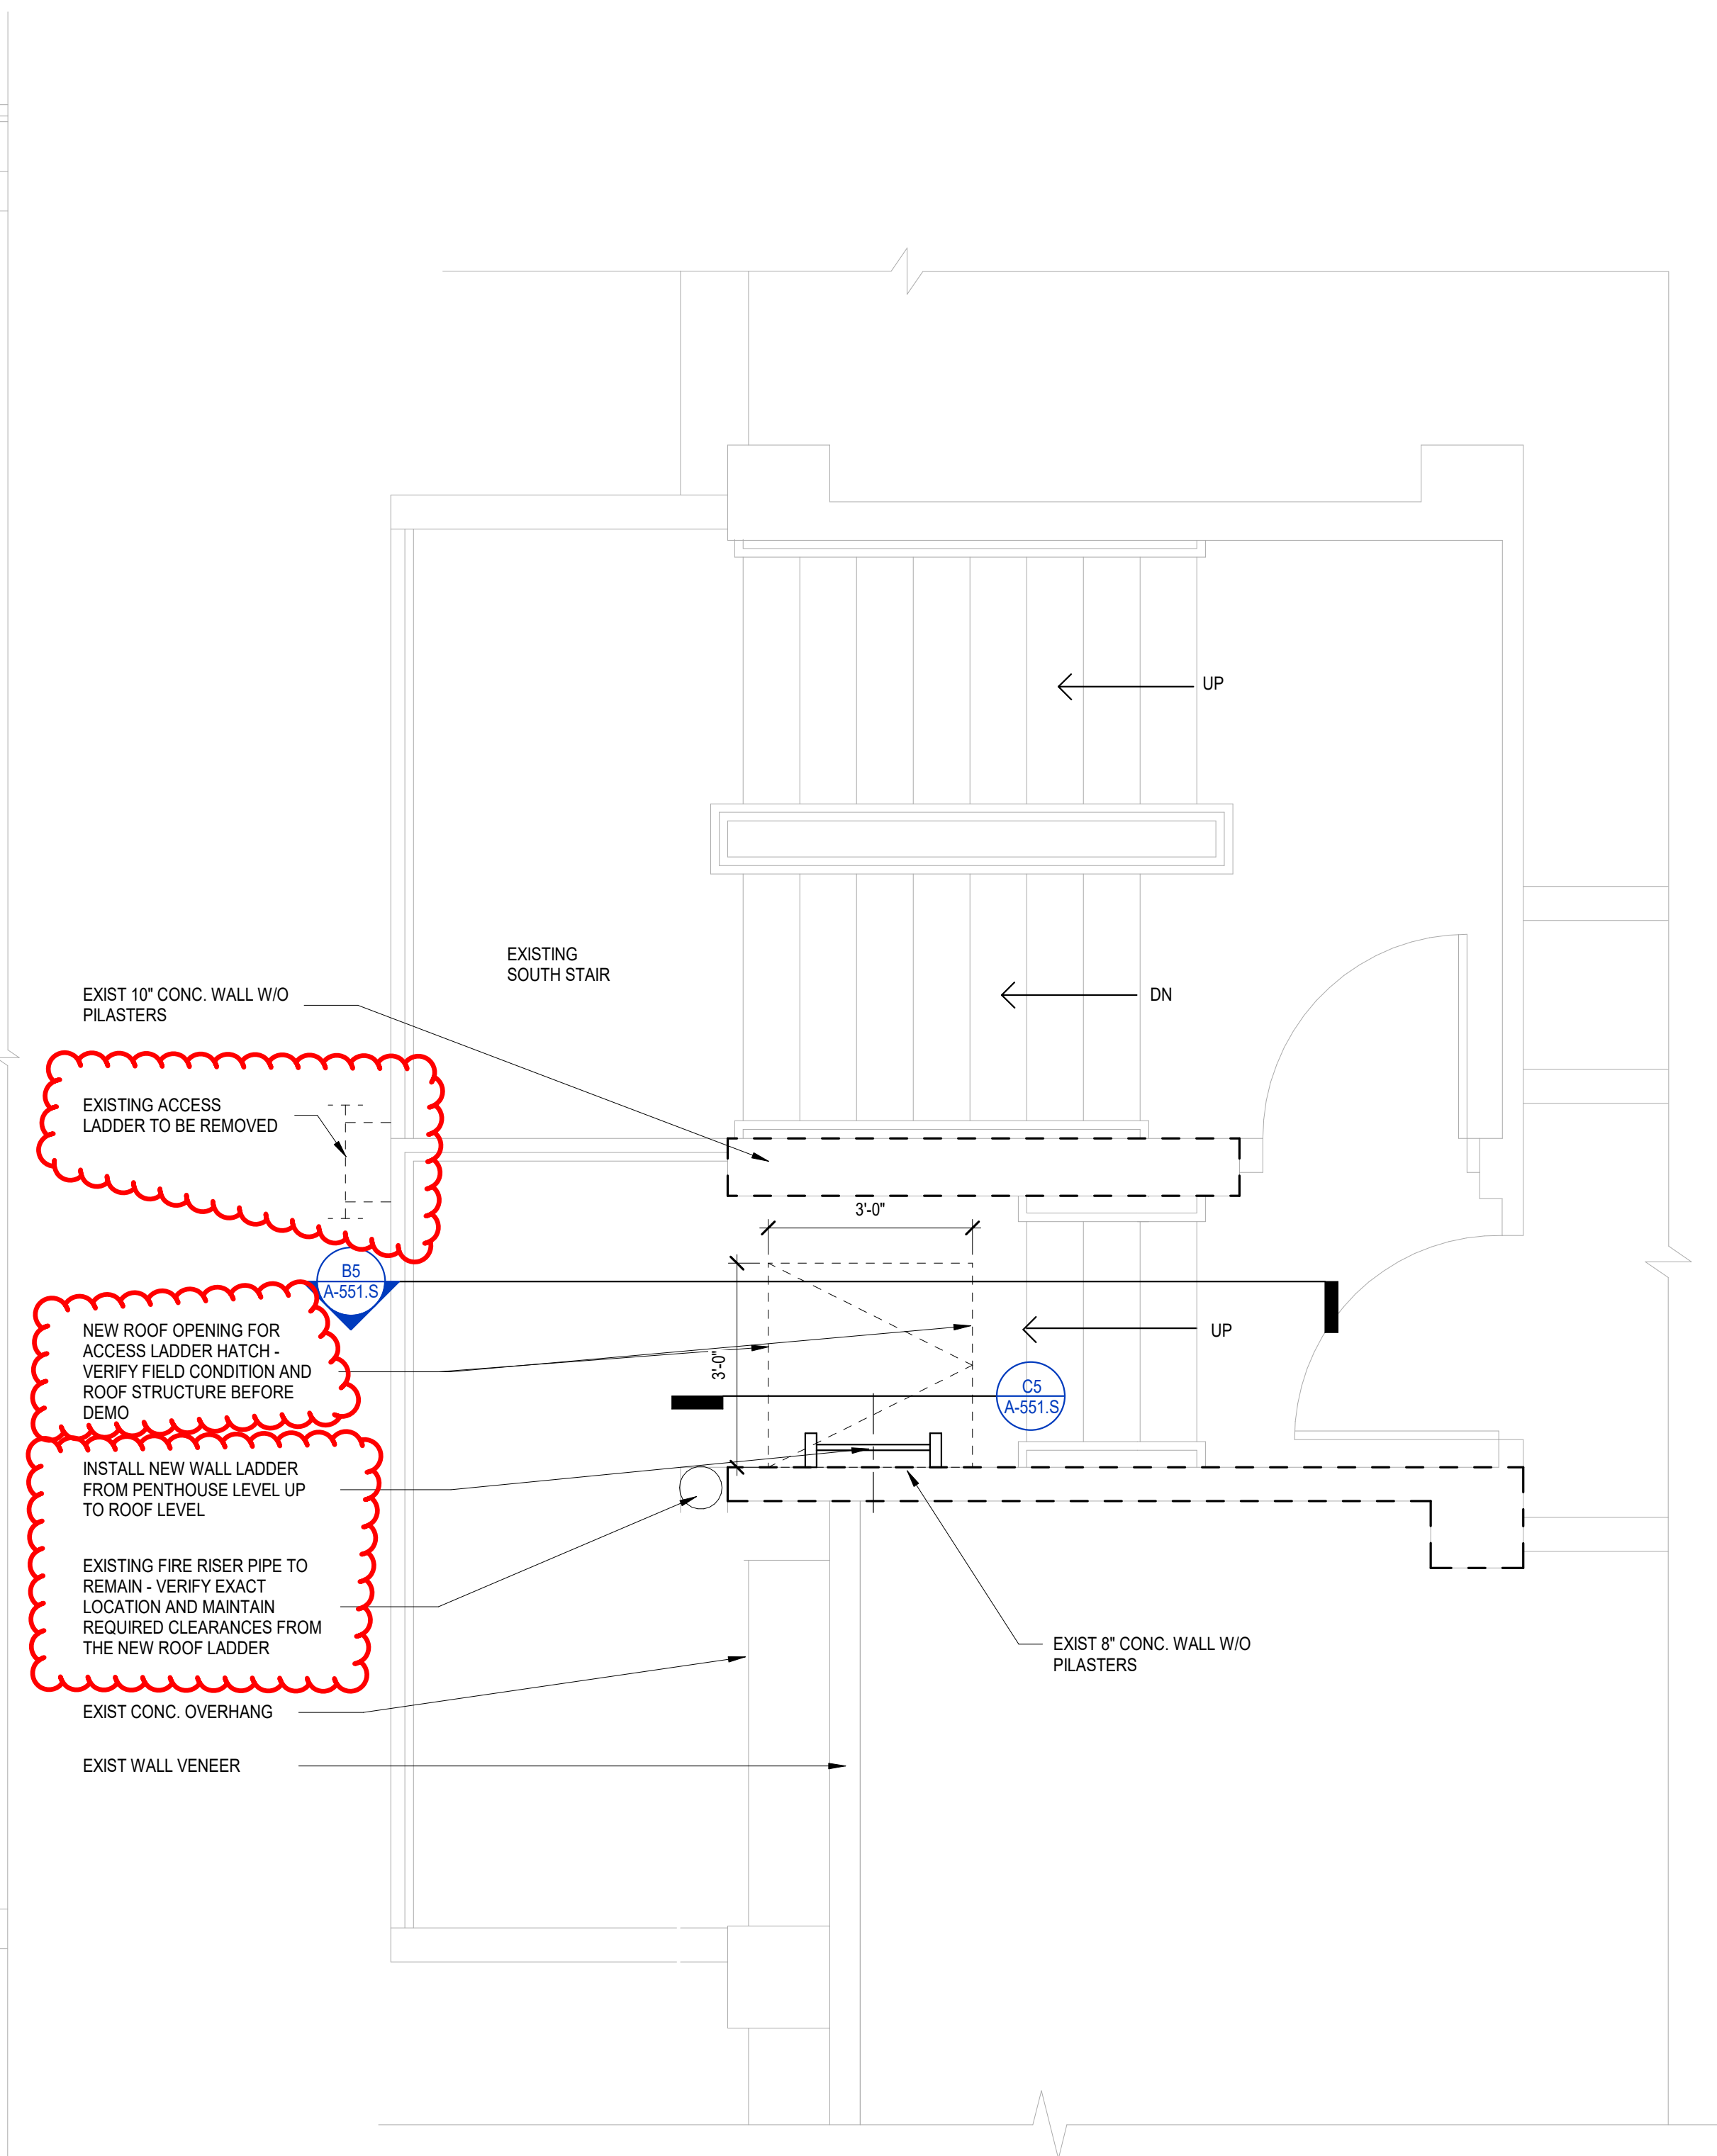 UP
EXISTING
SOUTH STAIR
EXIST 10" CONC. WALL W/O
PILASTERS
DN
EXISTING ACCESS
LADDER TO BE REMOVED
3'-0"
B5
A-551.S
NEW ROOF OPENING FOR
ACCESS LADDER HATCH -
VERIFY FIELD CONDITION AND
ROOF STRUCTURE BEFORE
DEMO
3'-0"
UP
C5
A-551.S
INSTALL NEW WALL LADDER
FROM PENTHOUSE LEVEL UP
TO ROOF LEVEL
EXISTING FIRE RISER PIPE TO
REMAIN - VERIFY EXACT
LOCATION AND MAINTAIN
REQUIRED CLEARANCES FROM
THE NEW ROOF LADDER
EXIST 8" CONC. WALL W/O
PILASTERS
EXIST CONC. OVERHANG
EXIST WALL VENEER